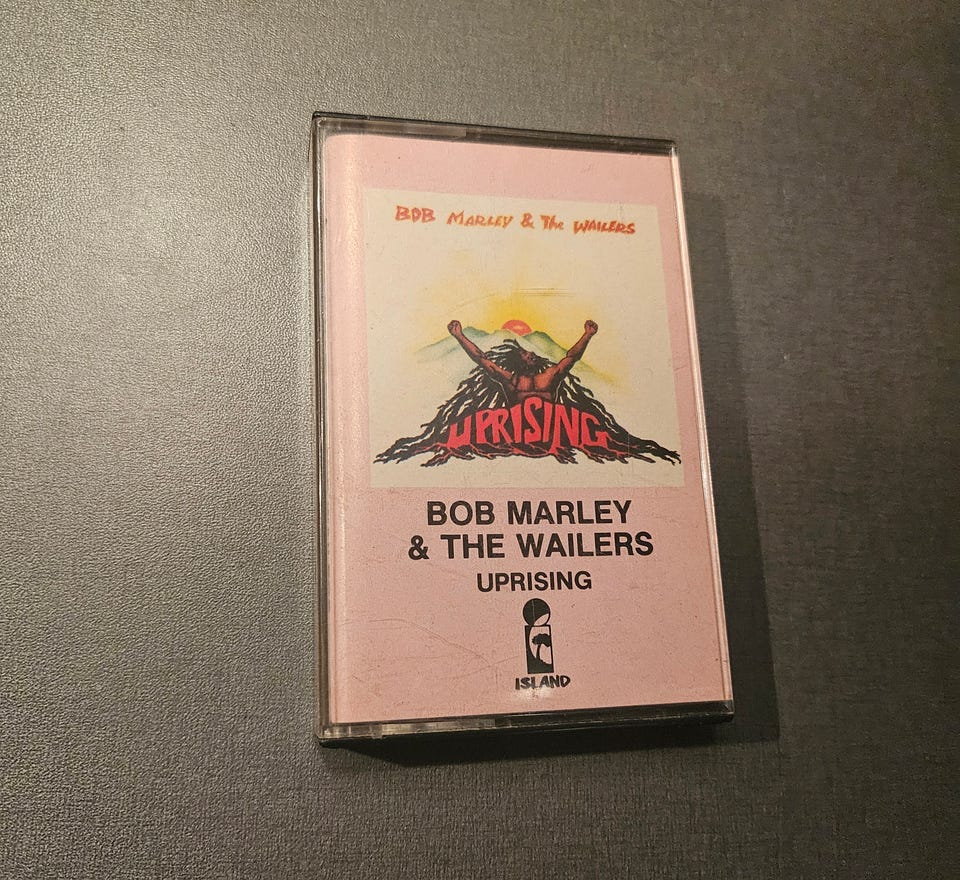 BOB MARLEY & The WAILERS
UPRISING
BOB MARLEY
& THE WAILERS
UPRISING
ISLAND